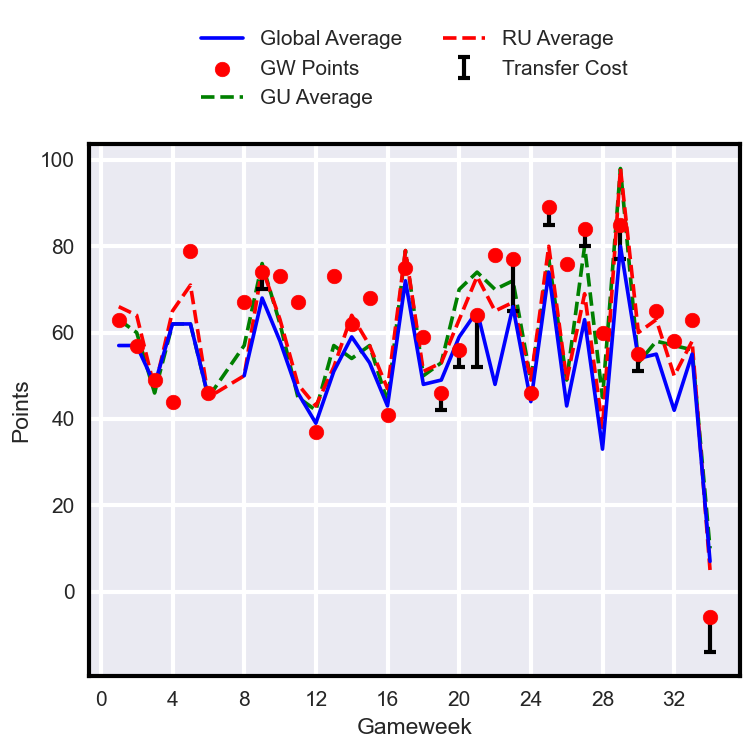 Global Average
GW Points
GU Average
RU Average
Transfer Cost
100
80
60
40
20
0
Points
0 4 8 12 16 20 24 28 32
Gameweek